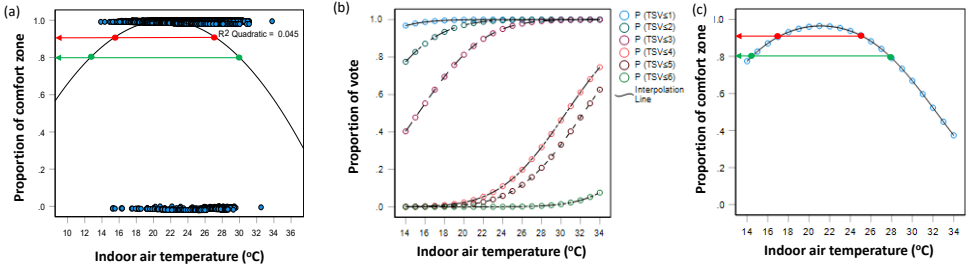 (a)
Proportion of comfort zone
1.0
.8
.6
.4
.2
.0
R2 Quadratic = 0.045
10 12 14 16 18 20 22 24 26 28 30 32 34 36
Indoor air temperature (°C)
(b)
Proportion of vote
1.0
.8
.6
.4
.2
.0
14 16 18 20 22 24 26 28 30 32 34
Indoor air temperature (°C)
P (TSV≤1)
P (TSV≤2)
P (TSV≤3)
P (TSV≤4)
P (TSV≤5)
P (TSV≤6)
Interpolation
Line
(c)
Proportion of comfort zone
1.0
.8
.6
.4
.2
.0
14 16 18 20 22 24 26 28 30 32 34
Indoor air temperature (°C)